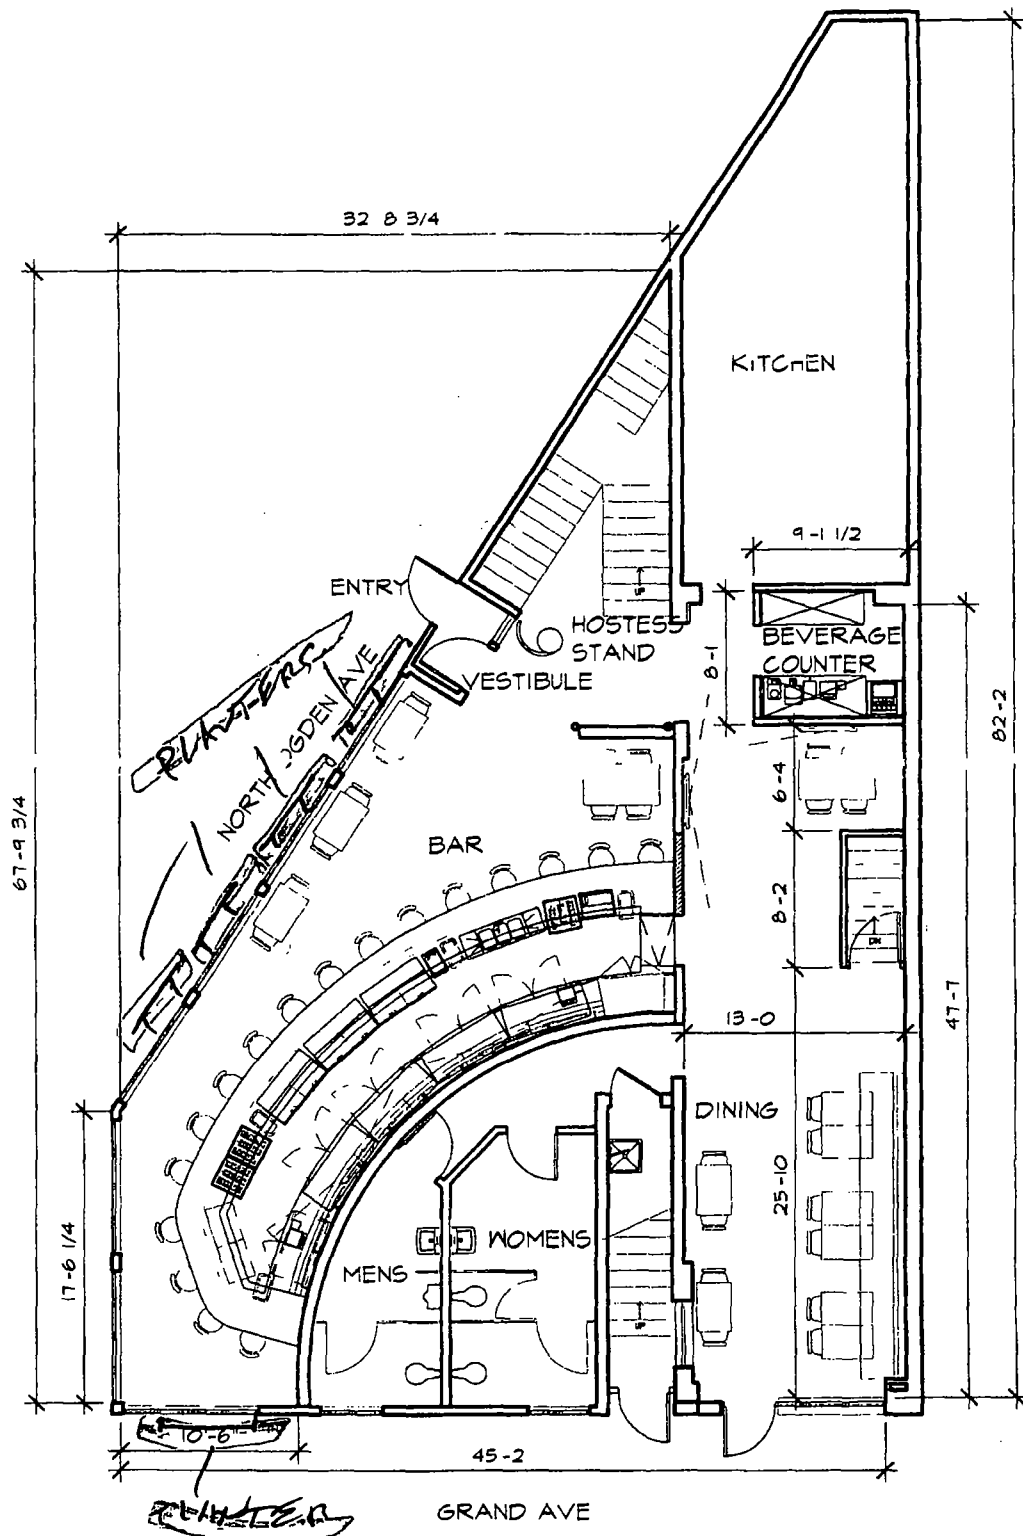 32 8 3/4
82-2
67-9 3/4
KITCHEN
9-1 1/2
ENTRY
UP
HOSTESS
STAND
BEVERAGE
COUNTER
8-1
PLANTERS
NORTH OGDEN AVE
VESTIBULE
6-4
BAR
8-2
DN
47-7
13-0
DINING
25-10
17-6 1/4
WOMENS
MENS
UP
10-6
45-2
PLANTER
GRAND AVE